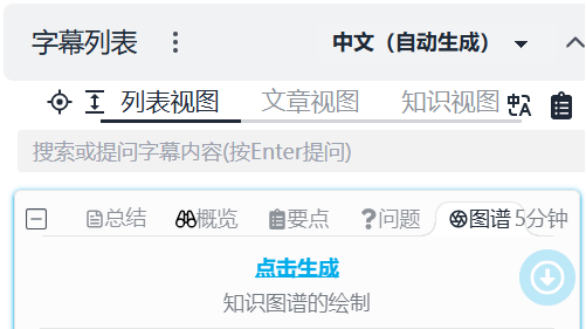 字幕列表 中文（自动生成）
列表视图 文章视图 知识视图
搜索或提问字幕内容(按Enter提问)
总结 概览 要点 ?问题 图谱 5分钟
点击生成
知识图谱的绘制